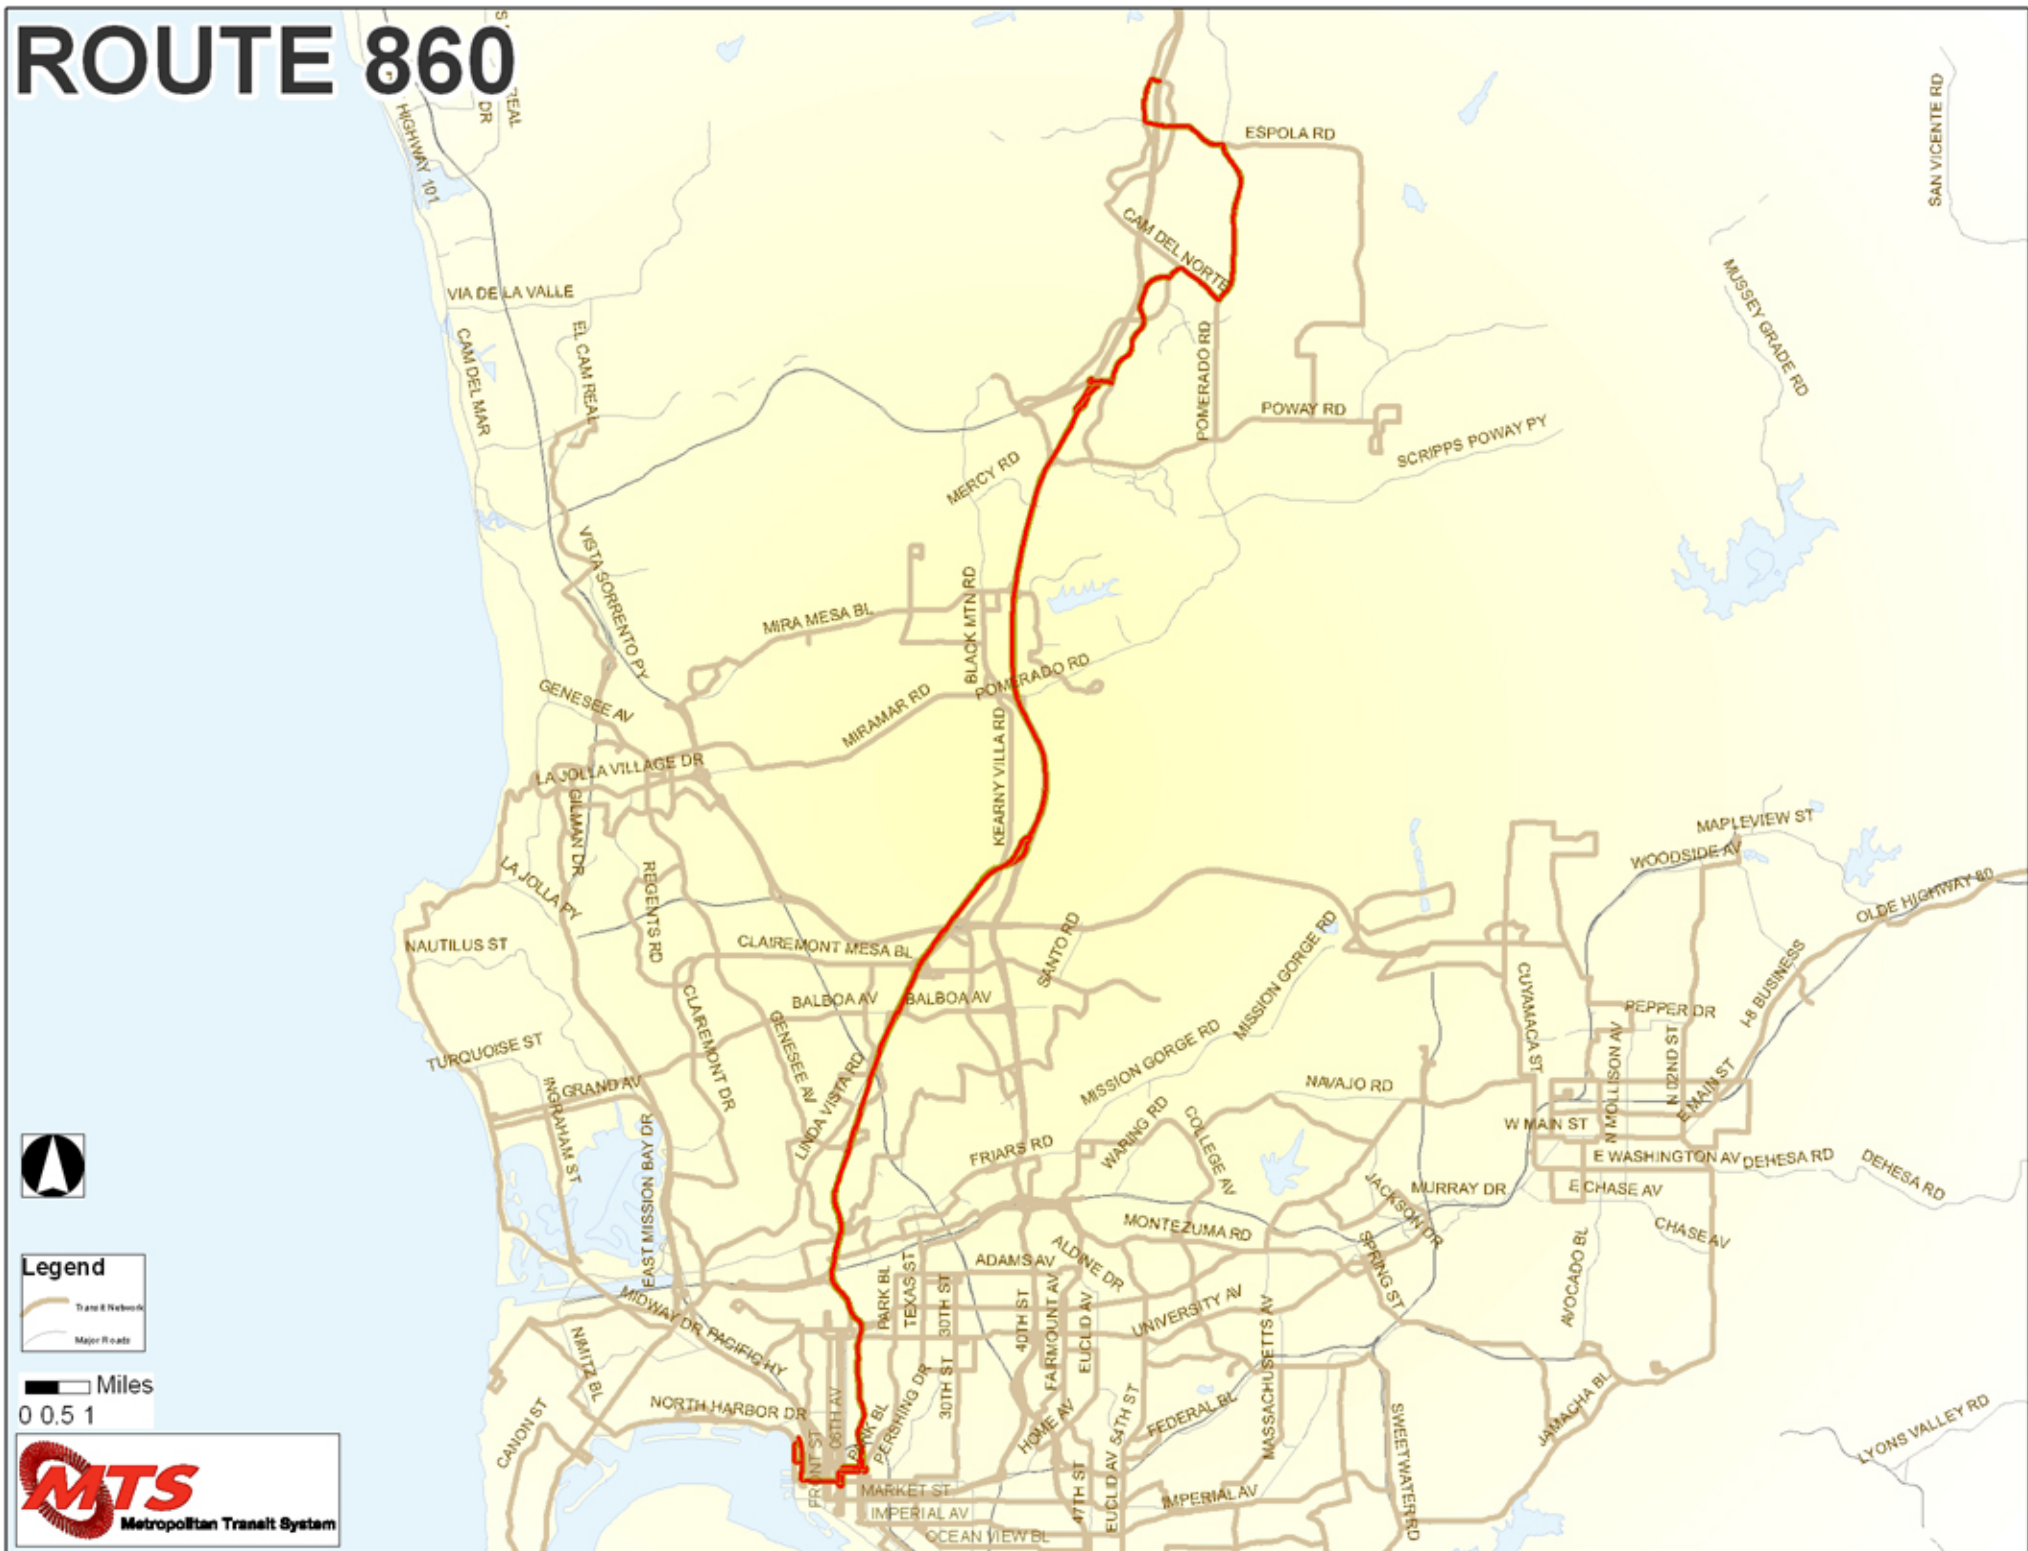 ROUTE 860
REAL
DR
HIGHWAY 101
ESPOLA RD
SAN VICENTE RD
CAM DEL NORTE
VIA DE LA VALLE
MUSSEY GRADE RD
EL CAM REAL
CAM DEL MAR
POMERADO RD
POWAY RD
SCRIPPS POWAY PY
MERCY RD
VISTA SORRENTO PY
BLACK MTN RD
MIRA MESA BL
POMERADO RD
GENESEE AV
MIRAMAR RD
KEARNY VILLA RD
LA JOLLA VILLAGE DR
GILMAN DR
MAPLEVIEW ST
WOODSIDE AV
LA JOLLA PY
REGENTS RD
OLDE HIGHWAY 80
NAUTILUS ST
CLAIREMONT MESA BL
SANTO RD
MISSION GORGE RD
BALBOA AV
BALBOA AV
CUYAMACA ST
I-8 BUSINESS
PEPPER DR
CLAIREMONT DR
GENESEE AV
TURQUOISE ST
MISSION GORGE RD
N MOLLISON AV
N 02ND ST
INGRAHAM ST
GRAND AV
LINDA VISTA RD
NAVAJO RD
E MAIN ST
W MAIN ST
WARING RD
COLLEGE AV
EAST MISSION BAY DR
FRIARS RD
E WASHINGTON AV
DEHESA RD
DEHESA RD
MURRAY DR
E CHASE AV
JACKSON DR
CHASE AV
MONTEZUMA RD
ADAMS AV
ALDINE DR
SPRING ST
AVOCADO BL
Legend
Transit Network
Major Roads
PARK BL
TEXAS ST
30TH ST
40TH ST
FAIRMOUNT AV
EUCLID AV
UNIVERSITY AV
MASSACHUSETTS AV
MIDWAY DR
PACIFIC HY
NIMITZ BL
Miles
0 0.5 1
NORTH HARBOR DR
06TH AV
PARK BL
PERSHING DR
30TH ST
CANON ST
HOME AV
54TH ST
FEDERAL BL
SWEETWATER RD
JAMACHA BL
LYONS VALLEY RD
FRONT ST
MARKET ST
47TH ST
EUCLID AV
IMPERIAL AV
IMPERIAL AV
OCEAN VIEW BL
MTS
Metropolitan Transit System